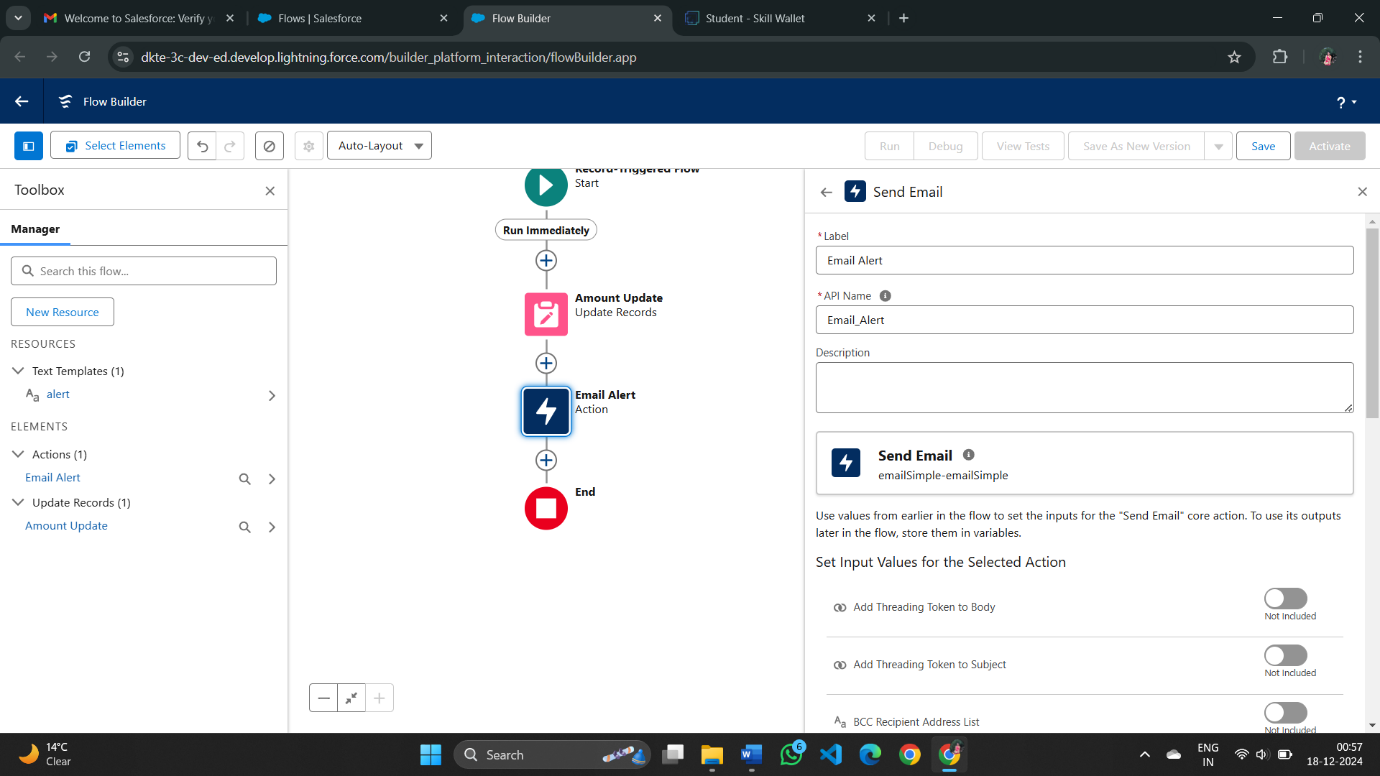 Welcome to Salesforce: Verify y
Flows | Salesforce
Flow Builder
Student - Skill Wallet
dkte-3c-dev-ed.develop.lightning.force.com/builder_platform_interaction/flowBuilder.app
Flow Builder
?
Select Elements
Auto-Layout
Run
Debug
View Tests
Save As New Version
Save
Activate
Toolbox
Manager
Search this flow...
New Resource
RESOURCES
Text Templates (1)
Aa alert
ELEMENTS
Actions (1)
Email Alert
Update Records (1)
Amount Update
Record-Triggered Flow
Start
Run Immediately
Amount Update
Update Records
Email Alert
Action
End
Send Email
* Label
Email Alert
* API Name
Email_Alert
Description
Send Email
emailSimple-emailSimple
Use values from earlier in the flow to set the inputs for the "Send Email" core action. To use its outputs
later in the flow, store them in variables.
Set Input Values for the Selected Action
Add Threading Token to Body
Not Included
Add Threading Token to Subject
Not Included
Aa BCC Recipient Address List
Not Included
14°C
Clear
Search
6
ENG
IN
00:57
18-12-2024